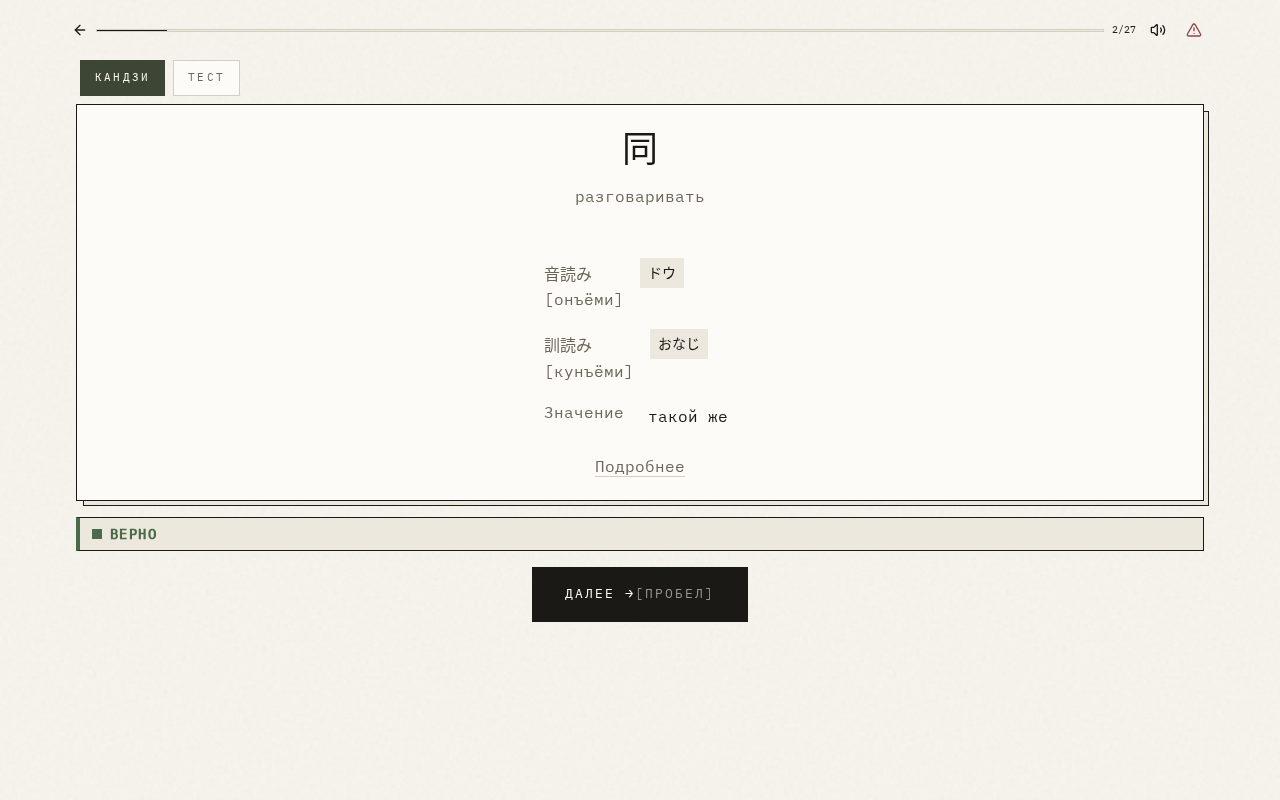 2/27
КАНДЗИ
ТЕСТ
同
разговаривать
音読み ドウ
[онъёми]
訓読み おなじ
[кунъёми]
Значение такой же
Подробнее
ВЕРНО
ДАЛЕЕ →[ПРОБЕЛ]